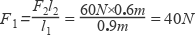 F₁ = F₂l₂ / l₁ = 60N×0.6m / 0.9m = 40N